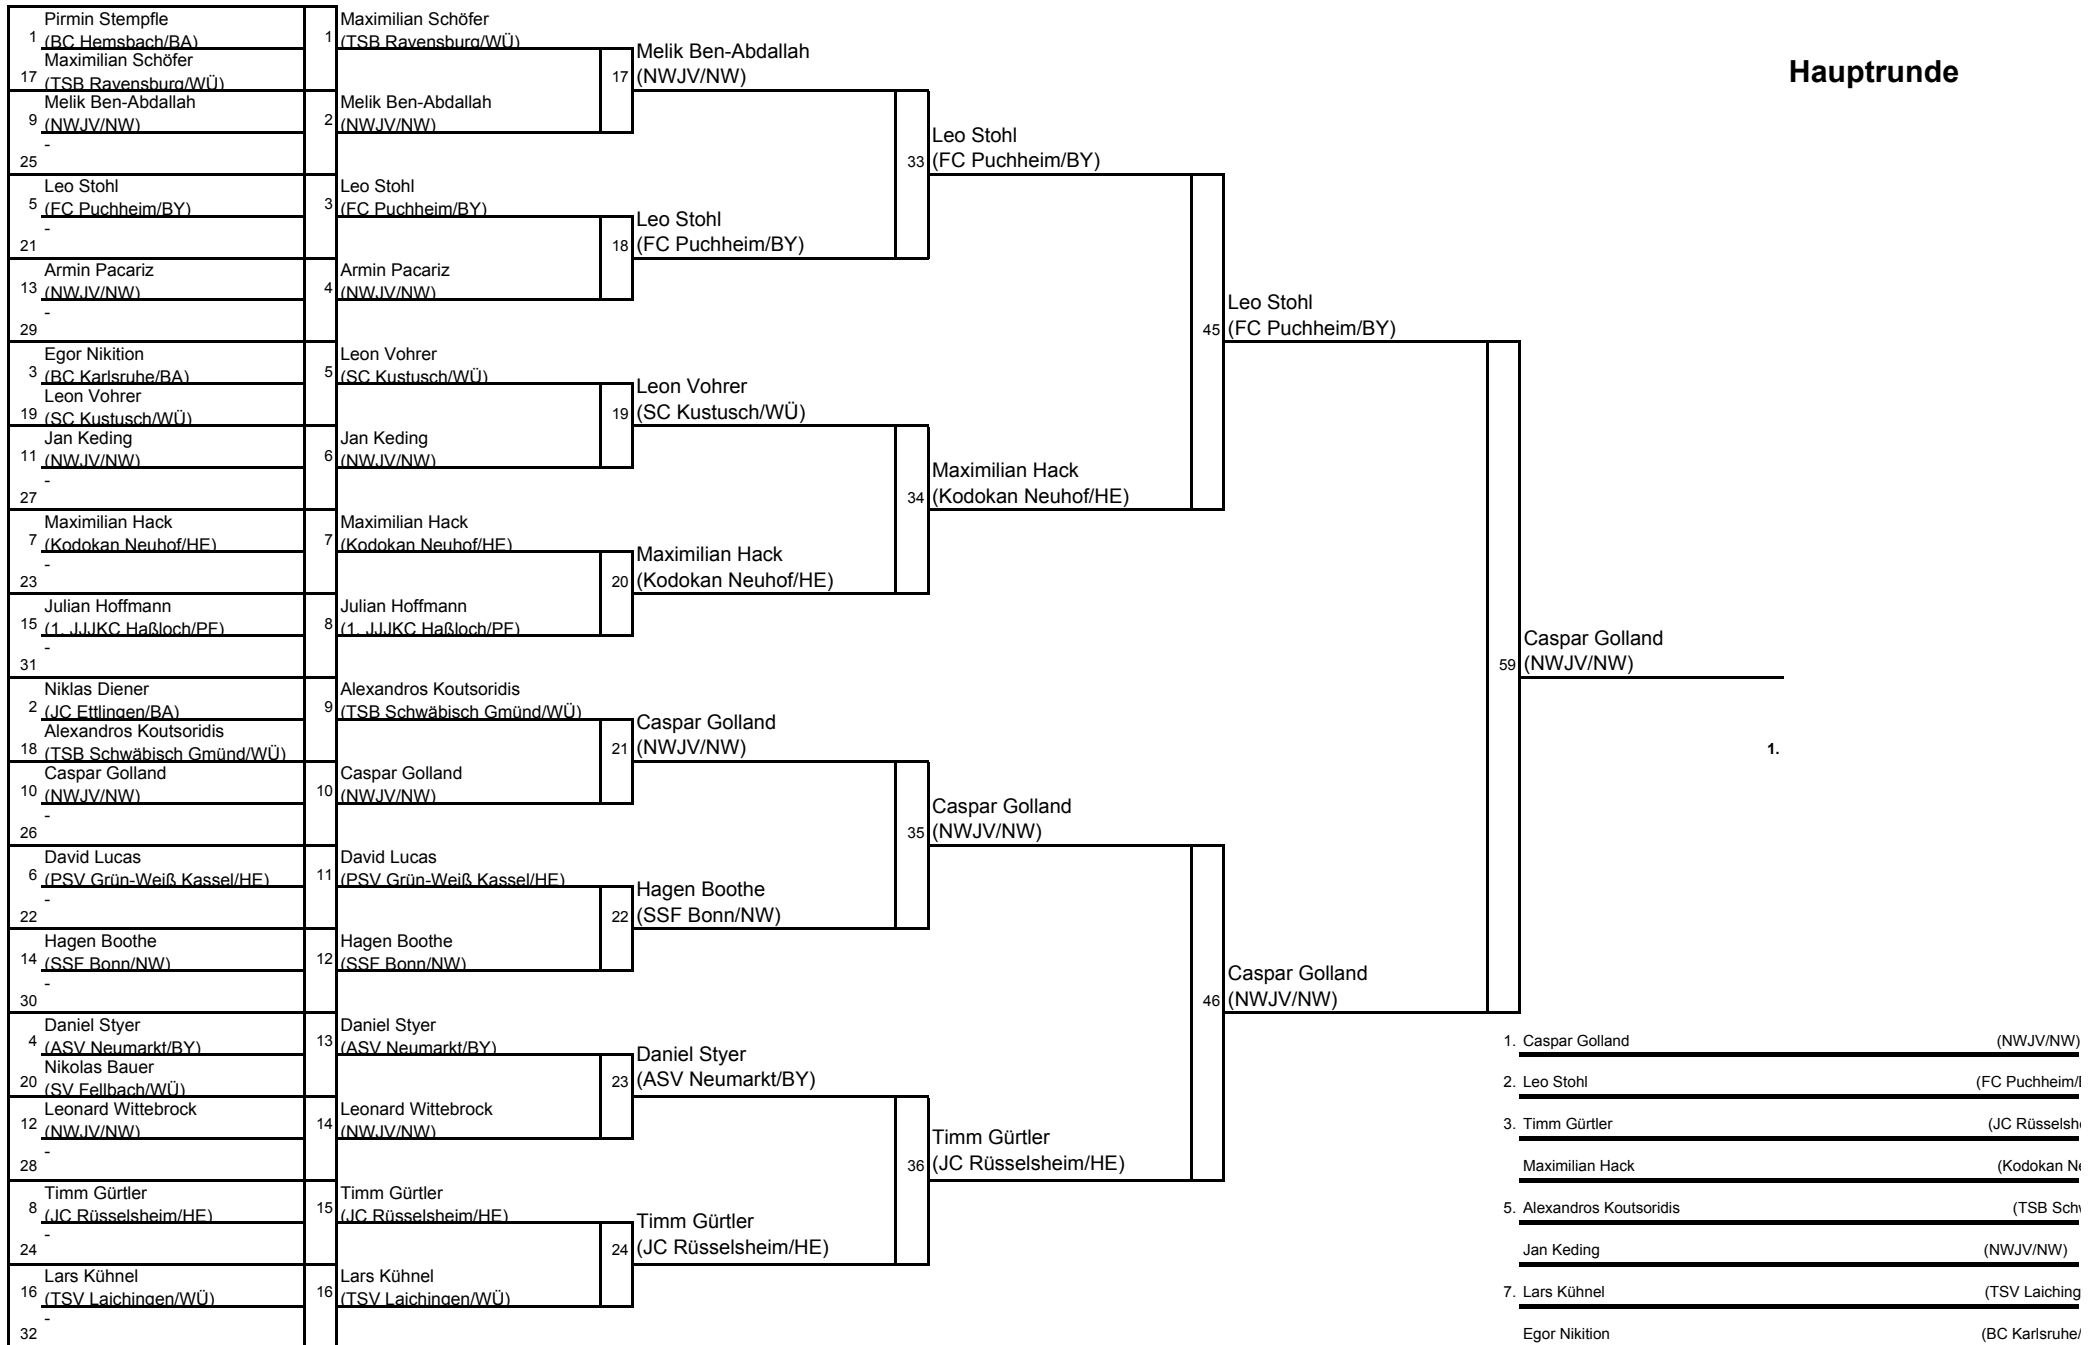 Hauptrunde
1 Pirmin Stempfle
(BC Hemsbach/BA)
17 Maximilian Schöfer
(TSB Ravensburg/WÜ)
9 Melik Ben-Abdallah
(NWJV/NW)
25 -
5 Leo Stohl
(FC Puchheim/BY)
21 -
13 Armin Pacariz
(NWJV/NW)
29 -
3 Egor Nikition
(BC Karlsruhe/BA)
19 Leon Vohrer
(SC Kustusch/WÜ)
11 Jan Keding
(NWJV/NW)
27 -
7 Maximilian Hack
(Kodokan Neuhof/HE)
23 -
15 Julian Hoffmann
(1. JJJKC Haßloch/PF)
31 -
2 Niklas Diener
(JC Ettlingen/BA)
18 Alexandros Koutsoridis
(TSB Schwäbisch Gmünd/WÜ)
10 Caspar Golland
(NWJV/NW)
26 -
6 David Lucas
(PSV Grün-Weiß Kassel/HE)
22 -
14 Hagen Boothe
(SSF Bonn/NW)
30 -
4 Daniel Styer
(ASV Neumarkt/BY)
20 Nikolas Bauer
(SV Fellbach/WÜ)
12 Leonard Wittebrock
(NWJV/NW)
28 -
8 Timm Gürtler
(JC Rüsselsheim/HE)
24 -
16 Lars Kühnel
(TSV Laichingen/WÜ)
32 -
1 Maximilian Schöfer
(TSB Ravensburg/WÜ)
2 Melik Ben-Abdallah
(NWJV/NW)
3 Leo Stohl
(FC Puchheim/BY)
4 Armin Pacariz
(NWJV/NW)
5 Leon Vohrer
(SC Kustusch/WÜ)
6 Jan Keding
(NWJV/NW)
7 Maximilian Hack
(Kodokan Neuhof/HE)
8 Julian Hoffmann
(1. JJJKC Haßloch/PF)
9 Alexandros Koutsoridis
(TSB Schwäbisch Gmünd/WÜ)
10 Caspar Golland
(NWJV/NW)
11 David Lucas
(PSV Grün-Weiß Kassel/HE)
12 Hagen Boothe
(SSF Bonn/NW)
13 Daniel Styer
(ASV Neumarkt/BY)
14 Leonard Wittebrock
(NWJV/NW)
15 Timm Gürtler
(JC Rüsselsheim/HE)
16 Lars Kühnel
(TSV Laichingen/WÜ)
17 Melik Ben-Abdallah
(NWJV/NW)
18 Leo Stohl
(FC Puchheim/BY)
19 Leon Vohrer
(SC Kustusch/WÜ)
20 Maximilian Hack
(Kodokan Neuhof/HE)
21 Caspar Golland
(NWJV/NW)
22 Hagen Boothe
(SSF Bonn/NW)
23 Daniel Styer
(ASV Neumarkt/BY)
24 Timm Gürtler
(JC Rüsselsheim/HE)
33 Leo Stohl
(FC Puchheim/BY)
34 Maximilian Hack
(Kodokan Neuhof/HE)
35 Caspar Golland
(NWJV/NW)
36 Timm Gürtler
(JC Rüsselsheim/HE)
45 Leo Stohl
(FC Puchheim/BY)
46 Caspar Golland
(NWJV/NW)
59 Caspar Golland
(NWJV/NW)
1.
1. Caspar Golland (NWJV/NW)
2. Leo Stohl (FC Puchheim/
3. Timm Gürtler (JC Rüsselsh
Maximilian Hack (Kodokan Ne
5. Alexandros Koutsoridis (TSB Sch
Jan Keding (NWJV/NW)
7. Lars Kühnel (TSV Laiching
Egor Nikition (BC Karlsruhe/